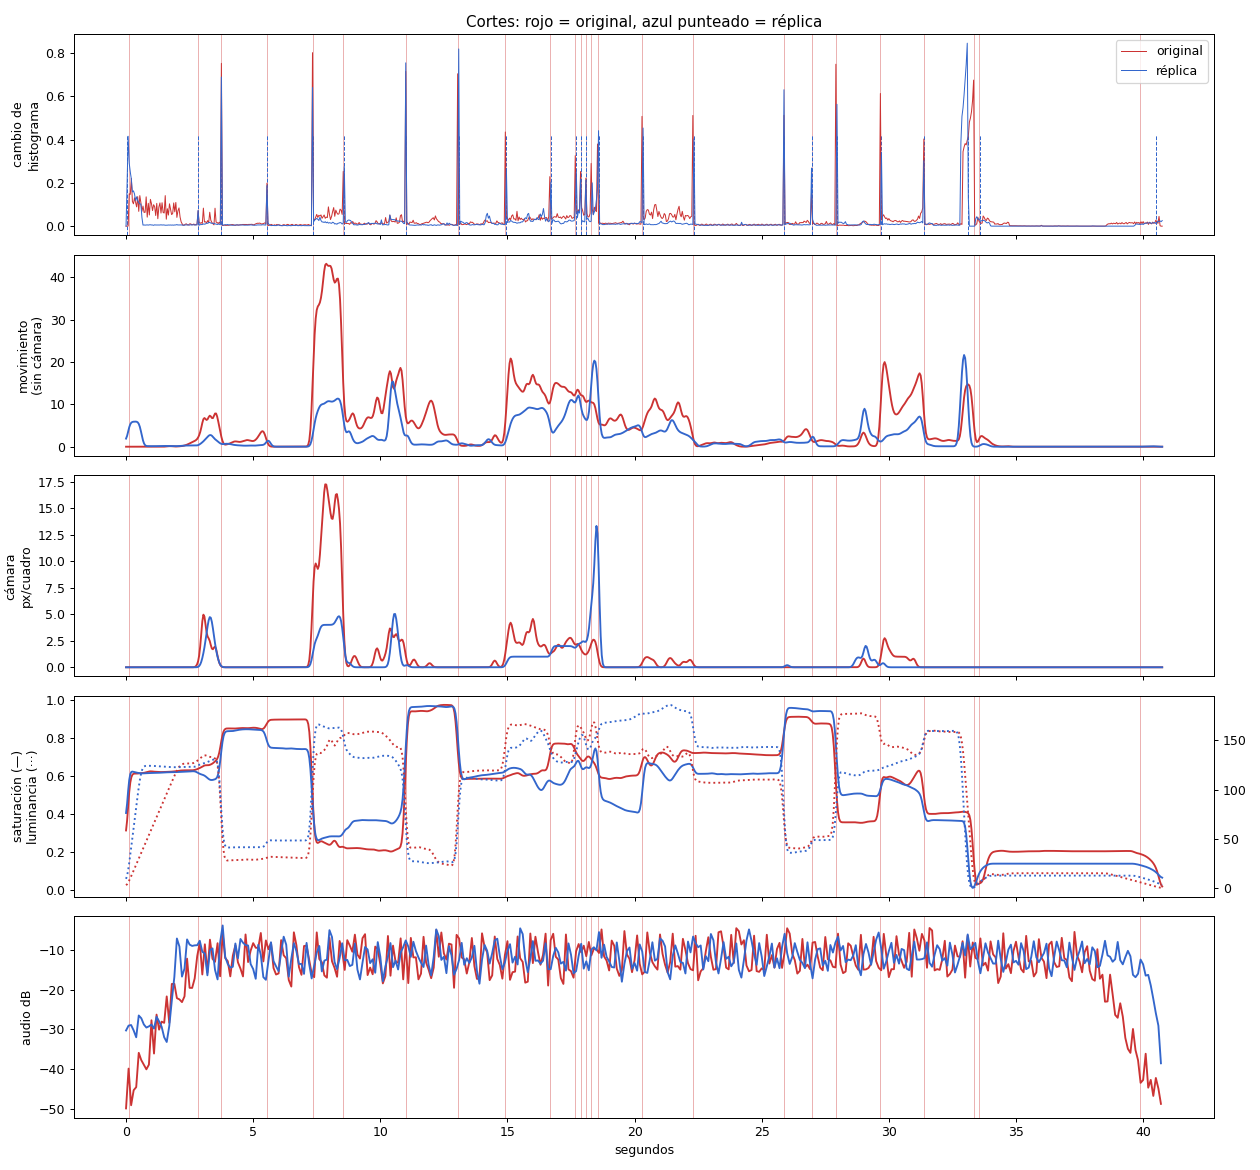 Cortes: rojo = original, azul punteado = réplica
cambio de
histograma
0.8
0.6
0.4
0.2
0.0
original
réplica
movimiento
(sin cámara)
40
30
20
10
0
cámara
px/cuadro
17.5
15.0
12.5
10.0
7.5
5.0
2.5
0.0
saturación (—)
luminancia (⋯)
1.0
0.8
0.6
0.4
0.2
0.0
150
100
50
0
audio dB
−10
−20
−30
−40
−50
0 5 10 15 20 25 30 35 40
segundos